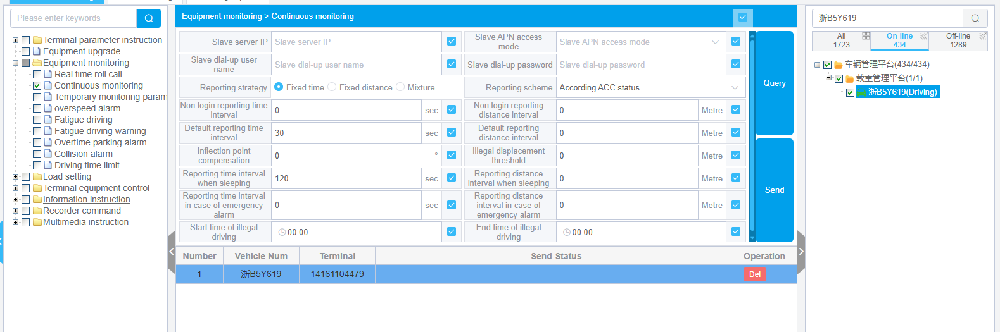 Please enter keywords
Terminal parameter instruction
Equipment upgrade
Equipment monitoring
Real time roll call
Continuous monitoring
Temporary monitoring param
overspeed alarm
Fatigue driving
Fatigue driving warning
Overtime parking alarm
Collision alarm
Driving time limit
Load setting
Terminal equipment control
Information instruction
Recorder command
Multimedia instruction
Equipment monitoring > Continuous monitoring
Slave server IP Slave server IP
Slave APN access mode Slave APN access mode
Slave dial-up user name Slave dial-up user name
Slave dial-up password Slave dial-up password
Reporting strategy Fixed time Fixed distance Mixture
Reporting scheme According ACC status
Non login reporting time interval 0 sec
Non login reporting distance interval 0 Metre
Default reporting time interval 30 sec
Default reporting distance interval 0 Metre
Inflection point compensation 0 °
Illegal displacement threshold 0 Metre
Reporting time interval when sleeping 120 sec
Reporting distance interval when sleeping 0 Metre
Reporting time interval in case of emergency alarm 0 sec
Reporting distance interval in case of emergency alarm 0 Metre
Start time of illegal driving 00:00
End time of illegal driving 00:00
Query
Send
Number Vehicle Num Terminal Send Status Operation
1 浙B5Y619 14161104479 Del
浙B5Y619
All 1723
On-line 434
Off-line 1289
车辆管理平台(434/434)
载重管理平台(1/1)
浙B5Y619(Driving)